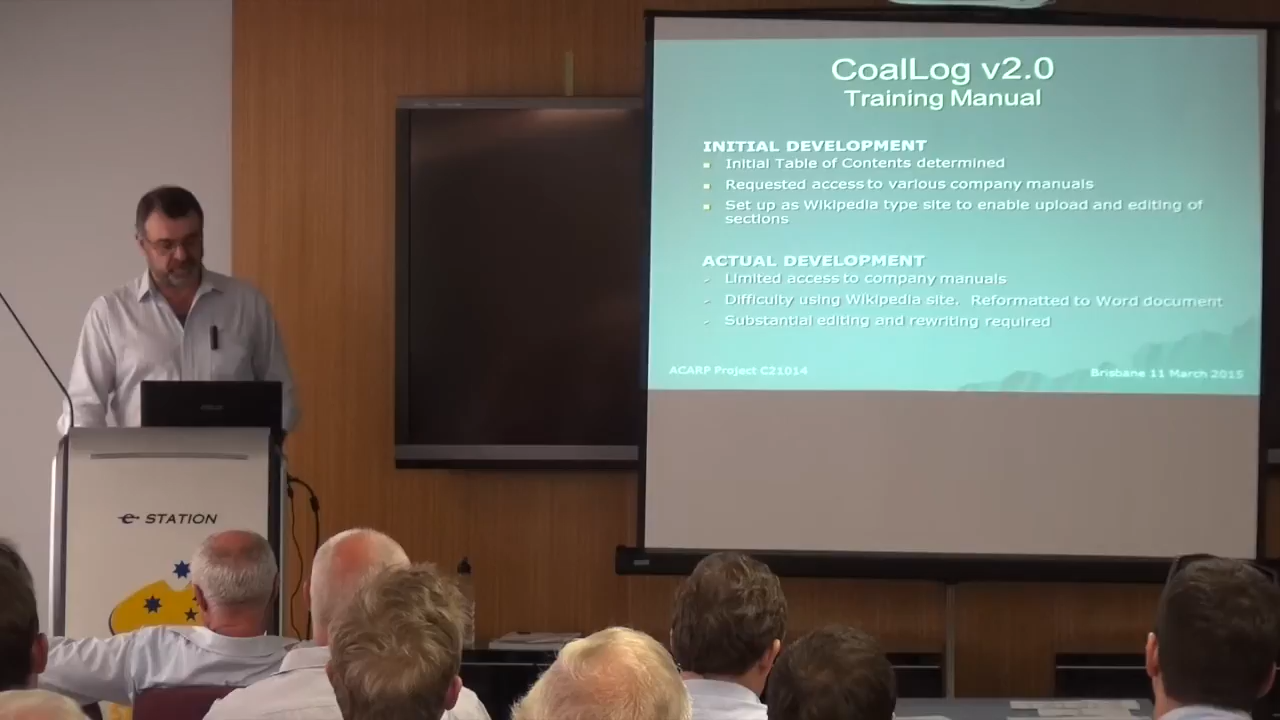 CoalLog v2.0
Training Manual
INITIAL DEVELOPMENT
Initial Table of Contents determined
Requested access to various company manuals
Set up as Wikipedia type site to enable upload and editing of
sections
ACTUAL DEVELOPMENT
Limited access to company manuals
Difficulty using Wikipedia site. Reformatted to Word document
Substantial editing and rewriting required
ACARP Project C21014
Brisbane 11 March 2015
e-STATION